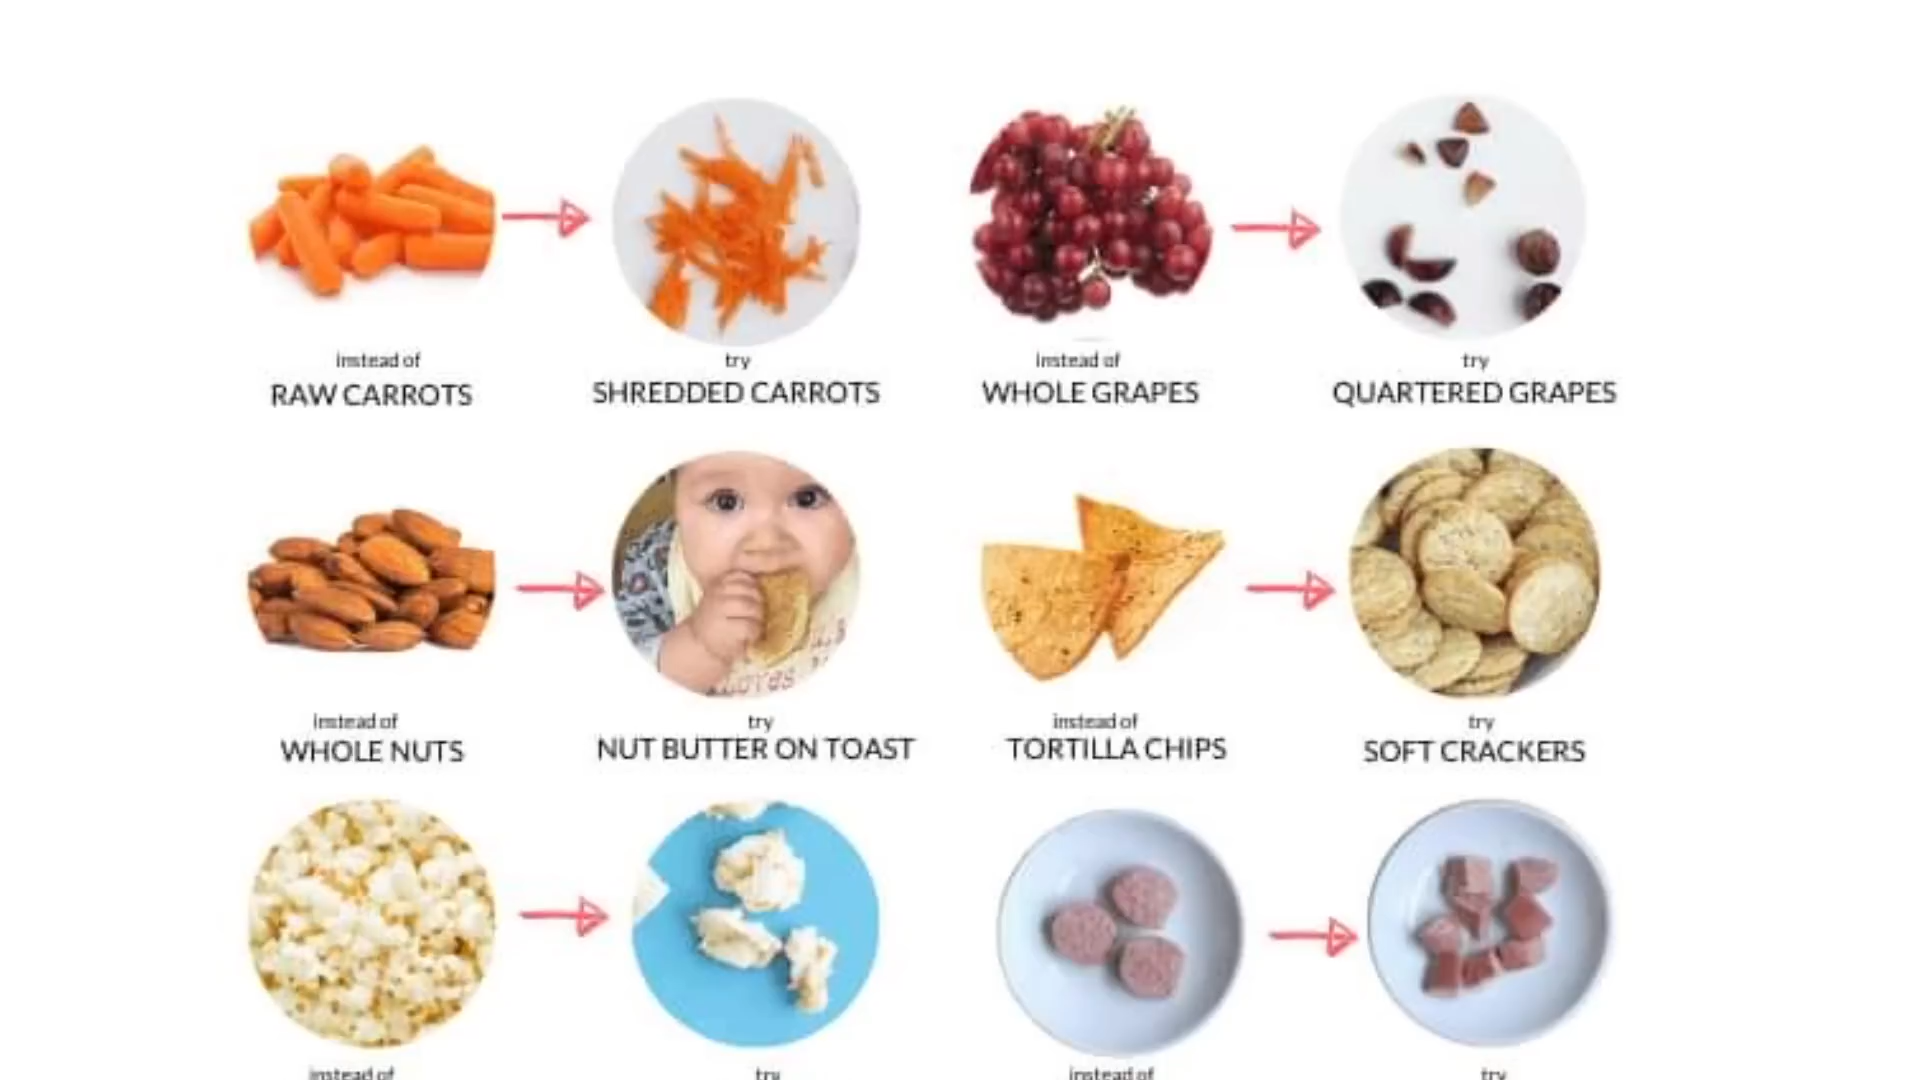 instead of
RAW CARROTS
try
SHREDDED CARROTS
instead of
WHOLE GRAPES
try
QUARTERED GRAPES
instead of
WHOLE NUTS
try
NUT BUTTER ON TOAST
instead of
TORTILLA CHIPS
try
SOFT CRACKERS
instead of
try
instead of
try